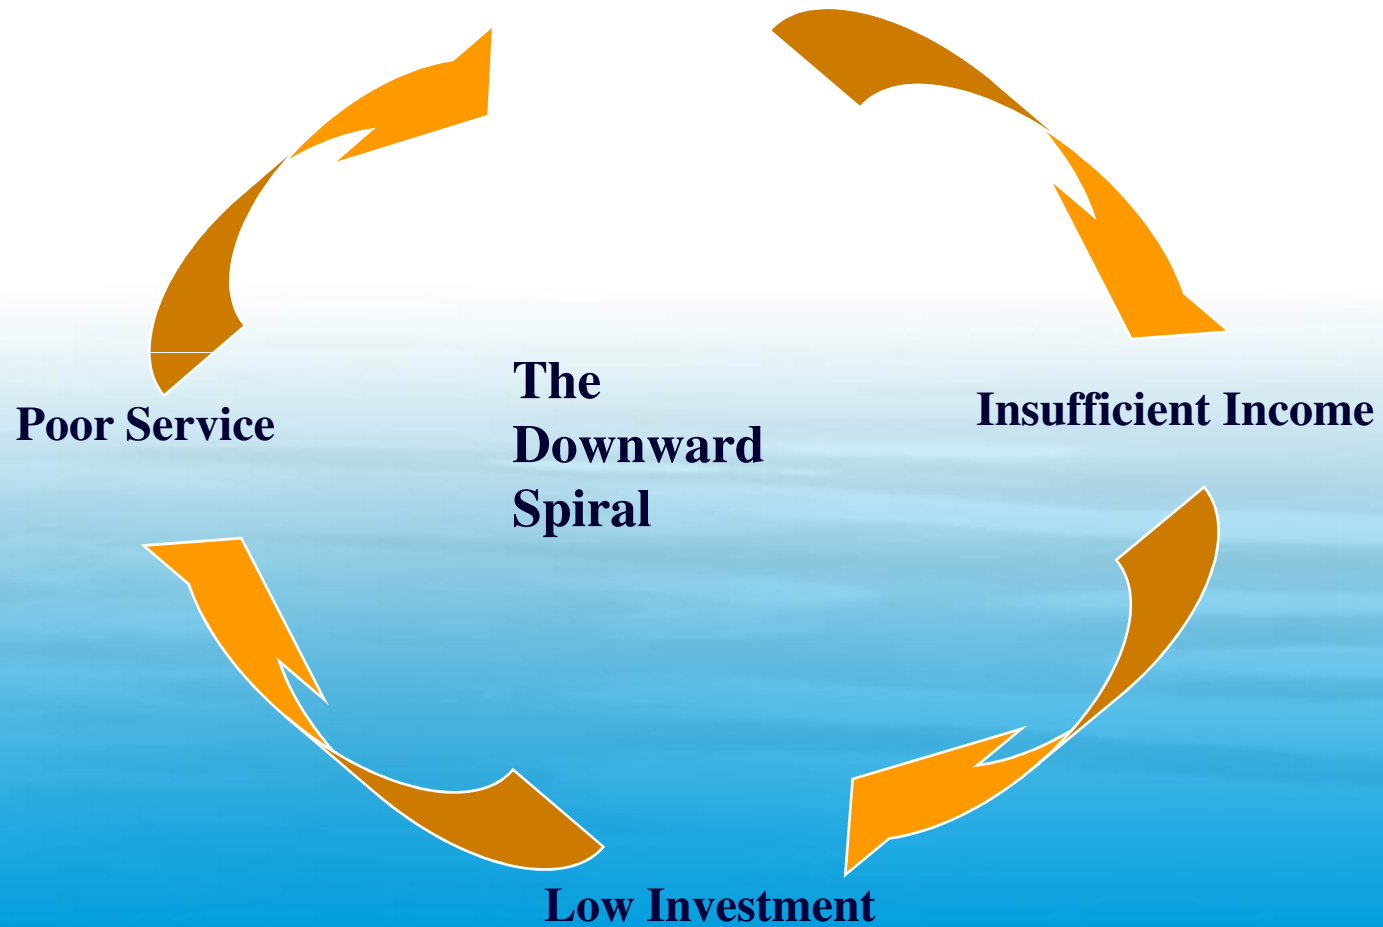 The
Downward
Spiral
Insufficient Income
Poor Service
Low Investment